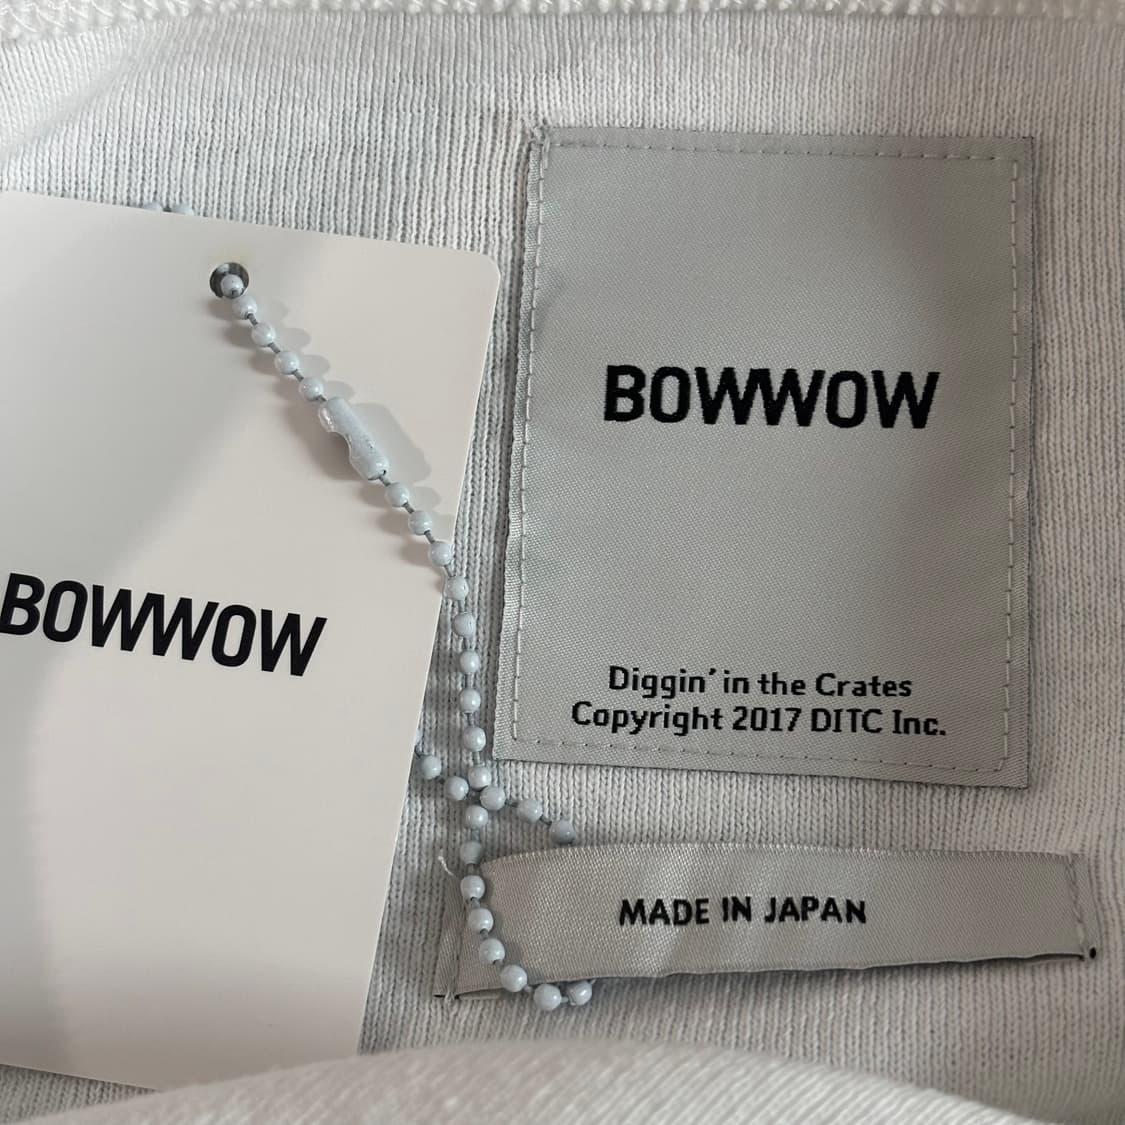 BOWWOW
BOWWOW
Diggin' in the Crates
Copyright 2017 DITC Inc.
MADE IN JAPAN